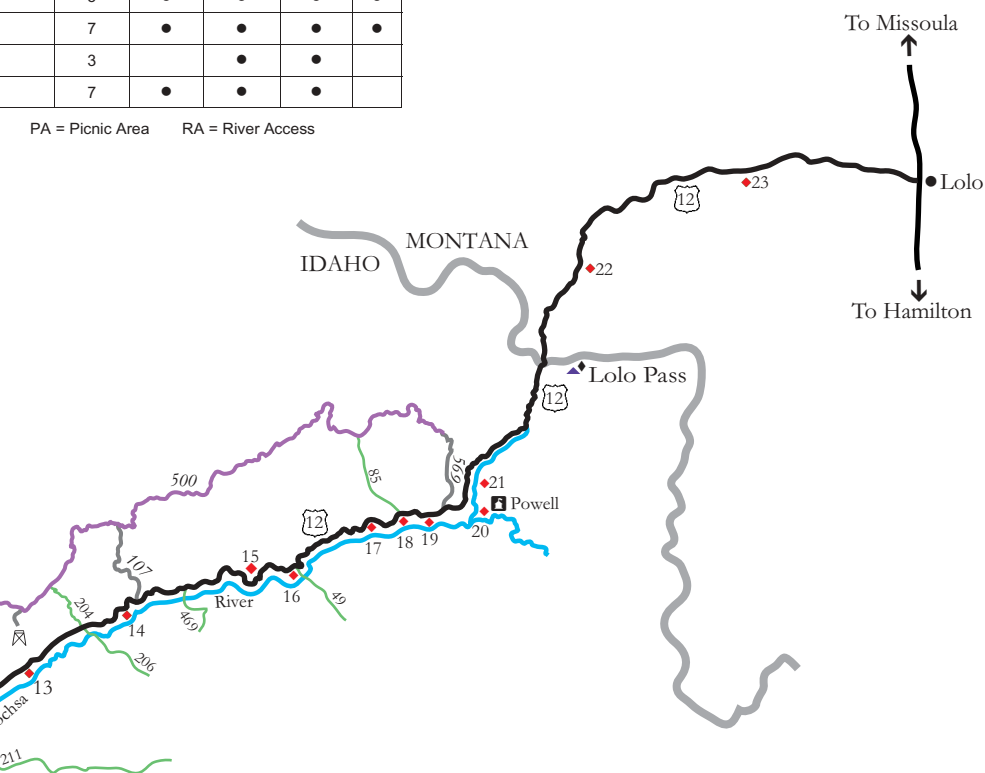 7
3
7
PA = Picnic Area RA = River Access
To Missoula
Lolo
12
23
MONTANA
IDAHO
22
To Hamilton
Lolo Pass
12
500
85
569
21
Powell
12
20
17
18
19
15
107
River
16
49
469
204
14
206
13
ochsa
211